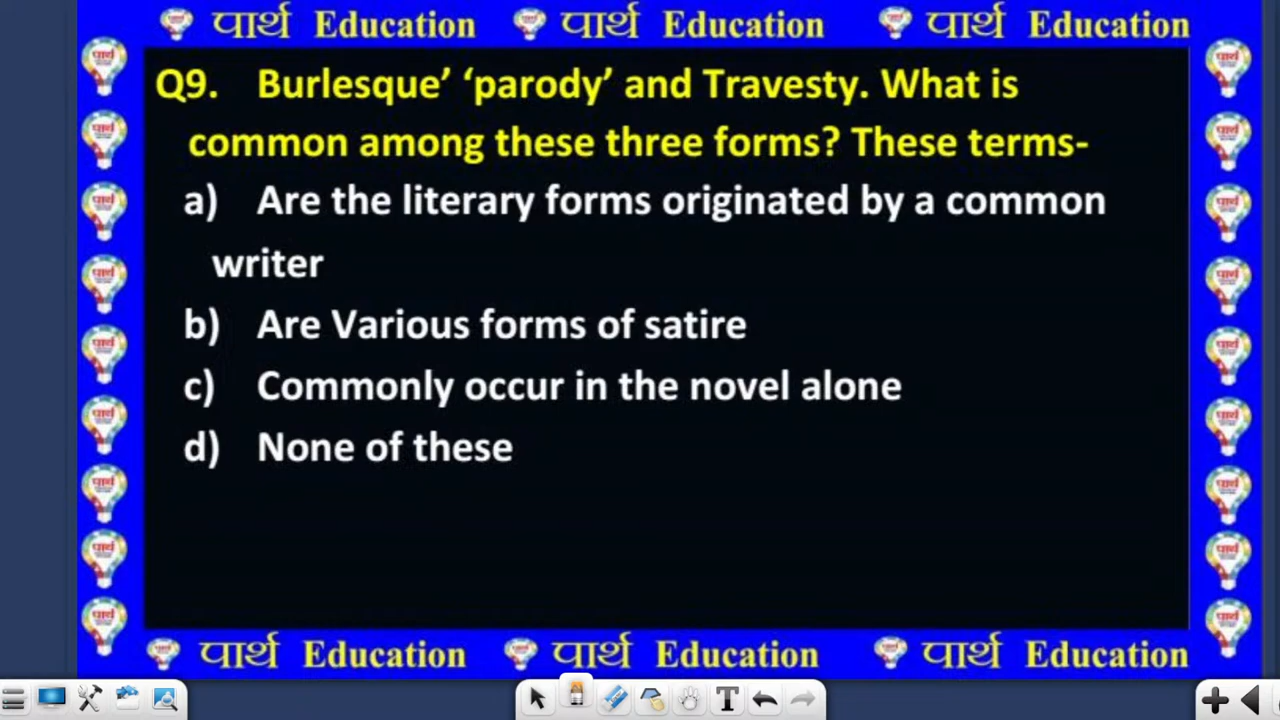 पार्थ Education पार्थ Education पार्थ Education
Q9. Burlesque’ ‘parody’ and Travesty. What is
common among these three forms? These terms-
a) Are the literary forms originated by a common
writer
b) Are Various forms of satire
c) Commonly occur in the novel alone
d) None of these
पार्थ Education पार्थ Education पार्थ Education